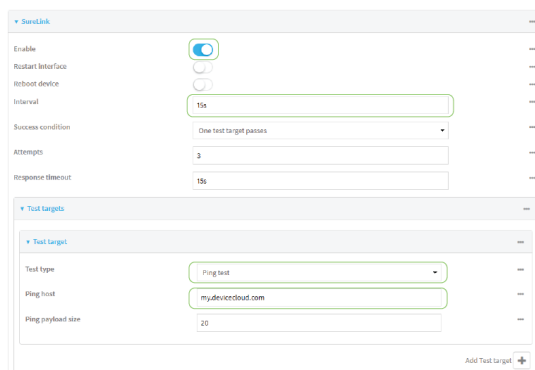 SureLink
Enable
Restart interface
Reboot device
Interval 15s
Success condition One test target passes
Attempts 3
Response timeout 15s
Test targets
Test target
Test type Ping test
Ping host my.devicecloud.com
Ping payload size 20
Add Test target